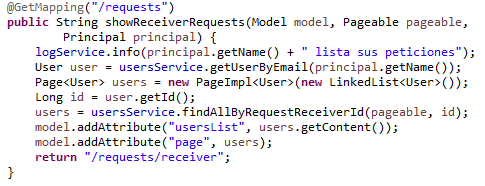 @GetMapping("/requests")
public String showReceiverRequests(Model model, Pageable pageable,
Principal principal) {
logService.info(principal.getName() + " lista sus peticiones");
User user = usersService.getUserByEmail(principal.getName());
Page<User> users = new PageImpl<User>(new LinkedList<User>());
Long id = user.getId();
users = usersService.findAllByRequestReceiverId(pageable, id);
model.addAttribute("usersList", users.getContent());
model.addAttribute("page", users);
return "/requests/receiver";
}